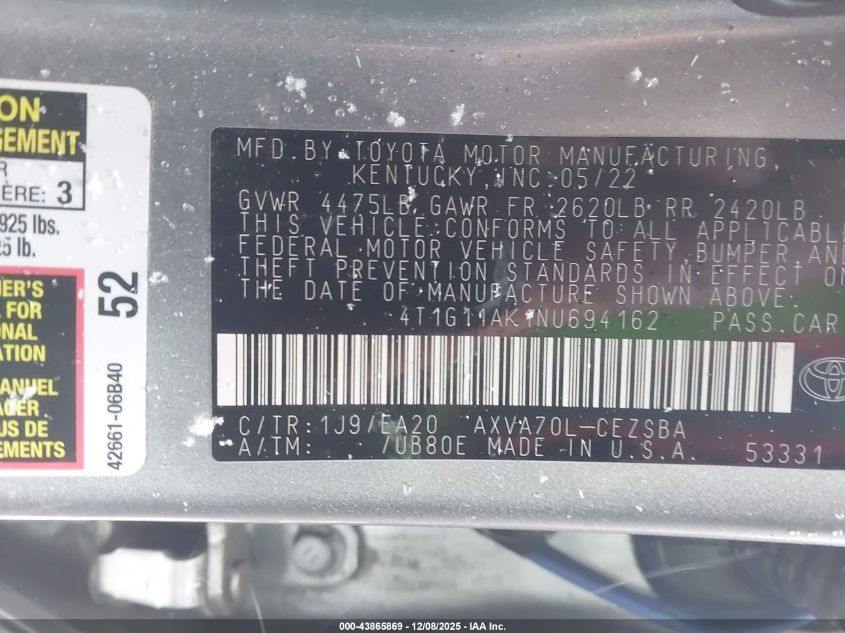 ON
GEMENT
R
ÈRE: 3
925 lbs.
25 lb.
ER'S
FOR
ONAL
ATION
ANUEL
AGER
US DE
EMENTS
52
42661-06B40
MFD. BY TOYOTA MOTOR MANUFACTURING
KENTUCKY, INC. 05/22
GVWR 4475LB GAWR FR 2620LB RR 2420LB
THIS VEHICLE CONFORMS TO ALL APPLICABLE
FEDERAL MOTOR VEHICLE SAFETY, BUMPER AND
THEFT PREVENTION STANDARDS IN EFFECT ON
THE DATE OF MANUFACTURE SHOWN ABOVE.
PASS. CAR
C/TR: 1J9/EA20 AXVA70L-CEZSBA
A/TM: /UB80E MADE IN U.S.A. 53331
000-43865869 - 12/08/2025 - IAA Inc.